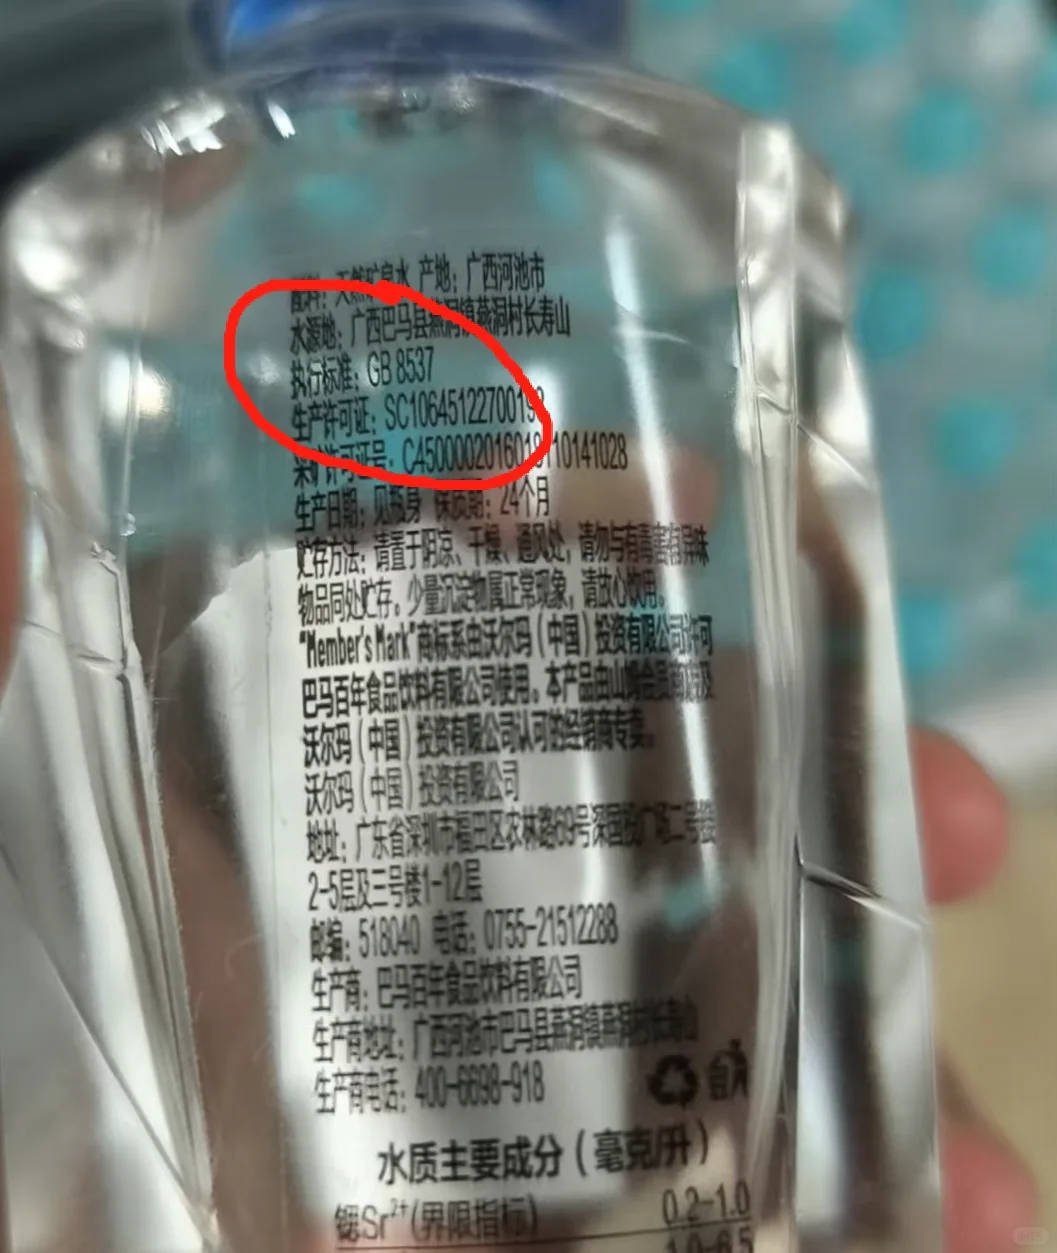 配料：天然矿泉水 产地：广西河池市
水源地：广西巴马县燕洞镇燕洞村长寿山
执行标准：GB 8537
生产许可证：SC10645122700193
采矿许可证号：C4500002016018110141028
生产日期：见瓶身 保质期：24个月
贮存方法：请置于阴凉、干燥、通风处，请勿与有毒害有异味
物品同处贮存。少量沉淀物属正常现象，请放心饮用。
"Member's Mark"商标系由沃尔玛（中国）投资有限公司许可
巴马百年食品饮料有限公司使用。本产品由山姆会员商店及
沃尔玛（中国）投资有限公司认可的经销商专卖。
沃尔玛（中国）投资有限公司
地址：广东省深圳市福田区农林路69号深国投广场二号楼
2-5层及三号楼1-12层
邮编：518040 电话：0755-21512288
生产商：巴马百年食品饮料有限公司
生产商地址：广西河池市巴马县燕洞镇燕洞村长寿山
生产商电话：400-6698-918
水质主要成分（毫克/升）
锶Sr²⁺(界限指标) 0.2-1.0